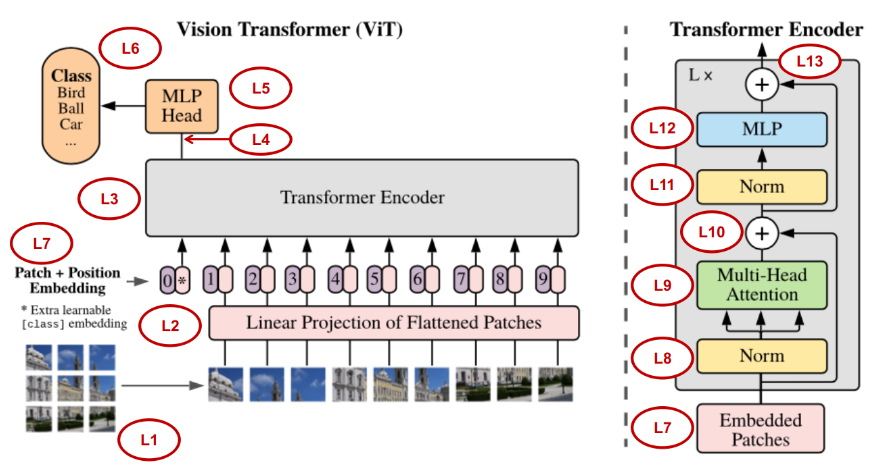 Vision Transformer (ViT)
L6
Class
Bird
Ball
Car
...
MLP
Head
L5
L4
L3
Transformer Encoder
L7
Patch + Position
Embedding
0 * 1 2 3 4 5 6 7 8 9
* Extra learnable
[class] embedding
L2
Linear Projection of Flattened Patches
L1
Transformer Encoder
L13
L x
+
L12
MLP
L11
Norm
L10
+
L9
Multi-Head
Attention
L8
Norm
L7
Embedded
Patches